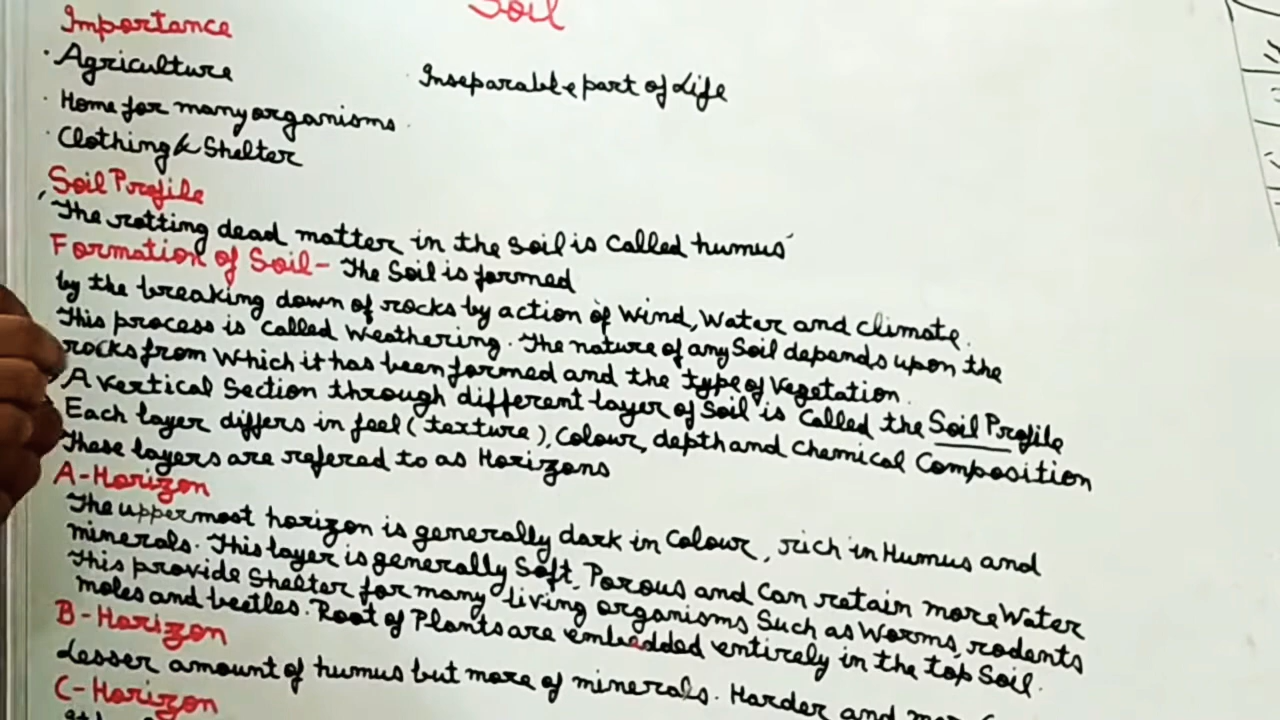 Soil
Importance
· Agriculture
Inseparable part of Life
· Home for many organisms
· Clothing & Shelter
Soil Profile
The rotting dead matter in the soil is called humus
Formation of Soil - The Soil is formed
by the breaking down of rocks by action of Wind, Water and climate.
This process is called Weathering. The nature of any Soil depends upon the
rocks from Which it has been formed and the type of Vegetation.
A vertical Section through different layer of Soil is Called the Soil Profile
Each layer differs in feel (texture), Colour, depth and Chemical Composition
These layers are refered to as Horizons
A-Horizon
The uppermost horizon is generally dark in Colour, rich in Humus and
minerals. This layer is generally Soft, Porous and Can retain more Water
This provide Shelter for many living organisms Such as Worms, rodents
moles and beetles. Root of Plants are embedded entirely in the top Soil.
B-Horizon
Lesser amount of humus but more of minerals. Harder and
C-Horizon